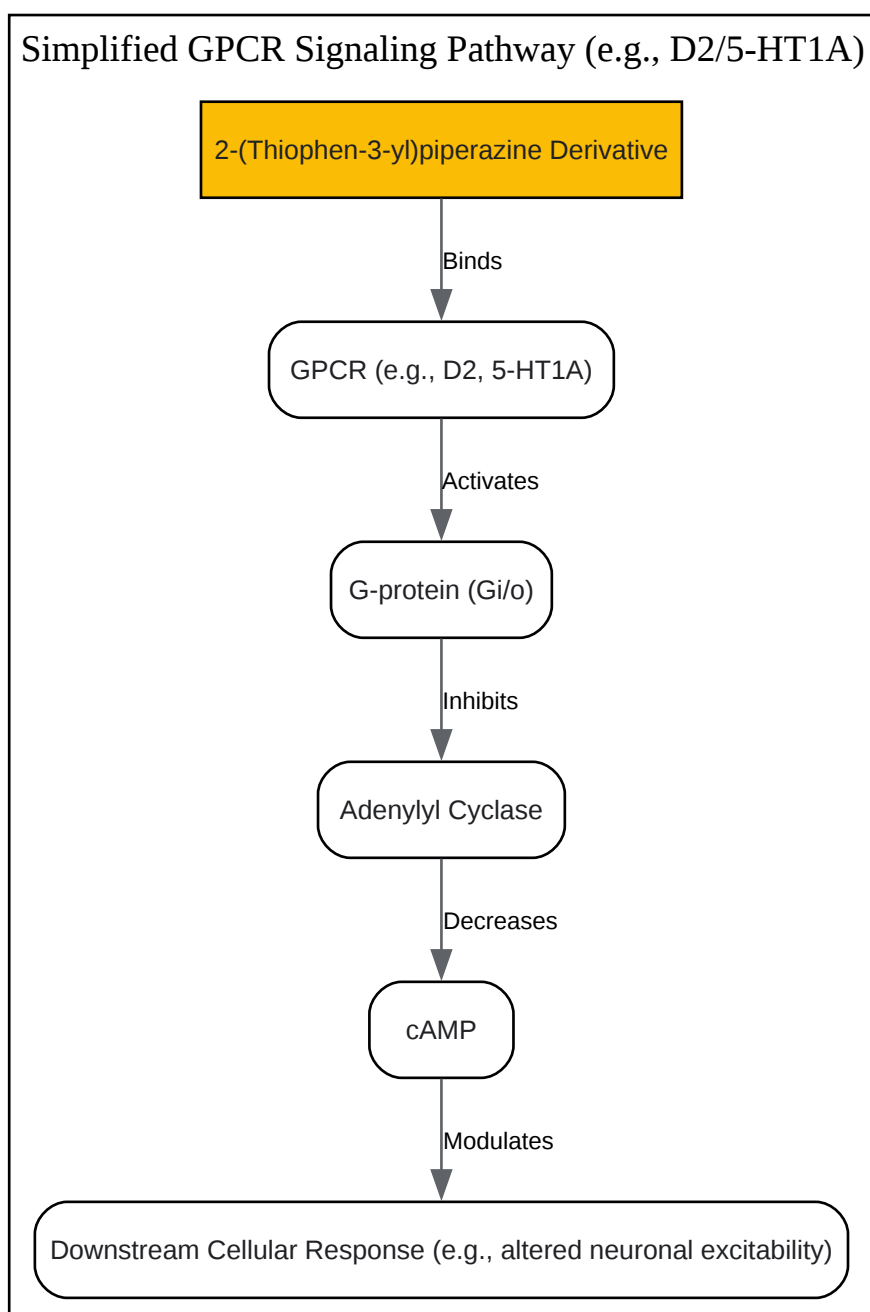 Simplified GPCR Signaling Pathway (e.g., D2/5-HT1A)
2-(Thiophen-3-yl)piperazine Derivative
Binds
GPCR (e.g., D2, 5-HT1A)
Activates
G-protein (Gi/o)
Inhibits
Adenylyl Cyclase
Decreases
cAMP
Modulates
Downstream Cellular Response (e.g., altered neuronal excitability)